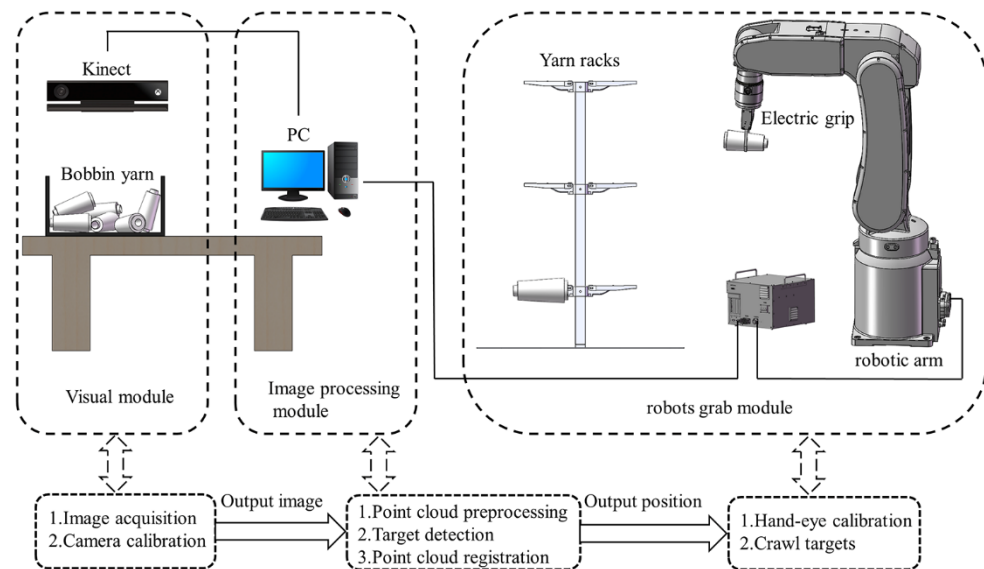 Kinect
Bobbin yarn
Visual module
PC
Image processing
module
Yarn racks
Electric grip
robotic arm
robots grab module
1.Image acquisition
2.Camera calibration
Output image
1.Point cloud preprocessing
2.Target detection
3.Point cloud registration
Output position
1.Hand-eye calibration
2.Crawl targets